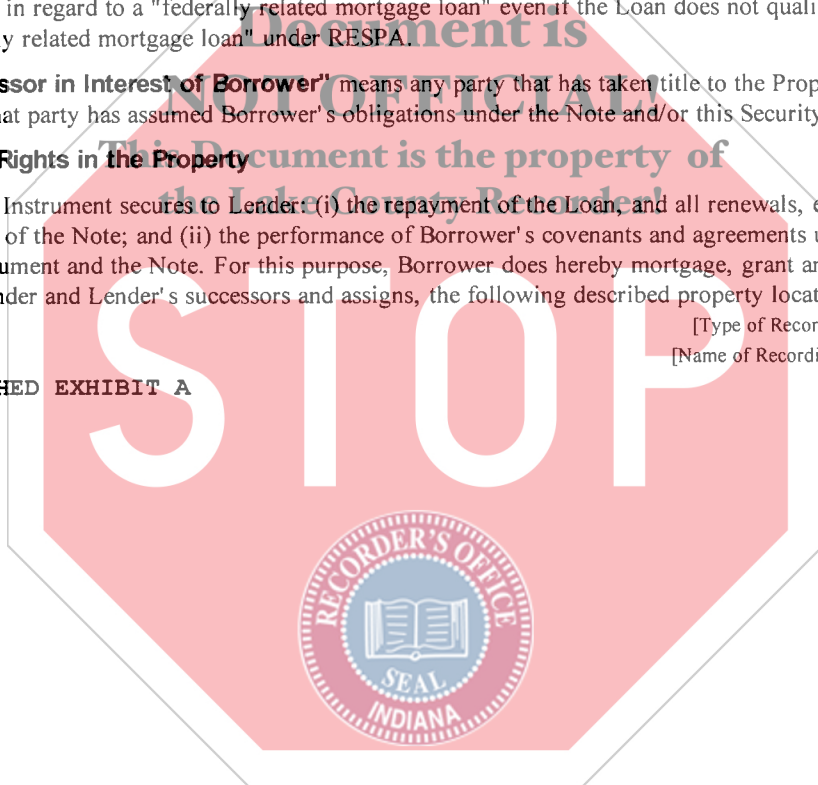 in regard to a "federally related mortgage loan" even if the Loan does not quali
y related mortgage loan" under RESPA.
Document is
ssor in Interest of Borrower" means any party that has taken title to the Prop
NOT OFFICIAL!
at party has assumed Borrower's obligations under the Note and/or this Security
Rights in the Property
This Document is the property of
the Lake County Recorder!
Instrument secures to Lender: (i) the repayment of the Loan, and all renewals, e
of the Note; and (ii) the performance of Borrower's covenants and agreements u
ument and the Note. For this purpose, Borrower does hereby mortgage, grant an
nder and Lender's successors and assigns, the following described property locat
[Type of Recor
[Name of Recordi
HED EXHIBIT A
STOP
RECORDER'S OFFICE
SEAL
INDIANA